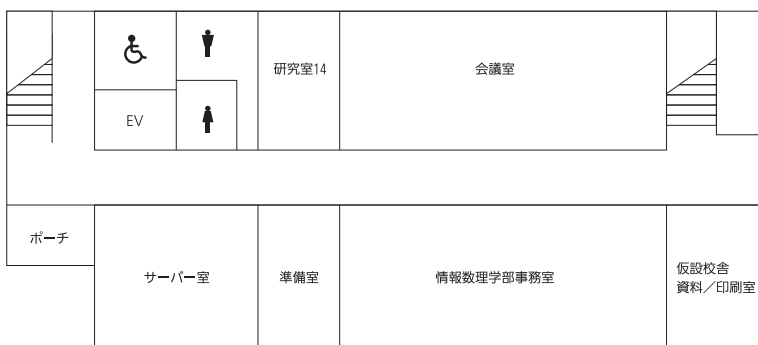 研究室14
会議室
EV
ポーチ
サーバー室
準備室
情報数理学部事務室
仮設校舎
資料／印刷室